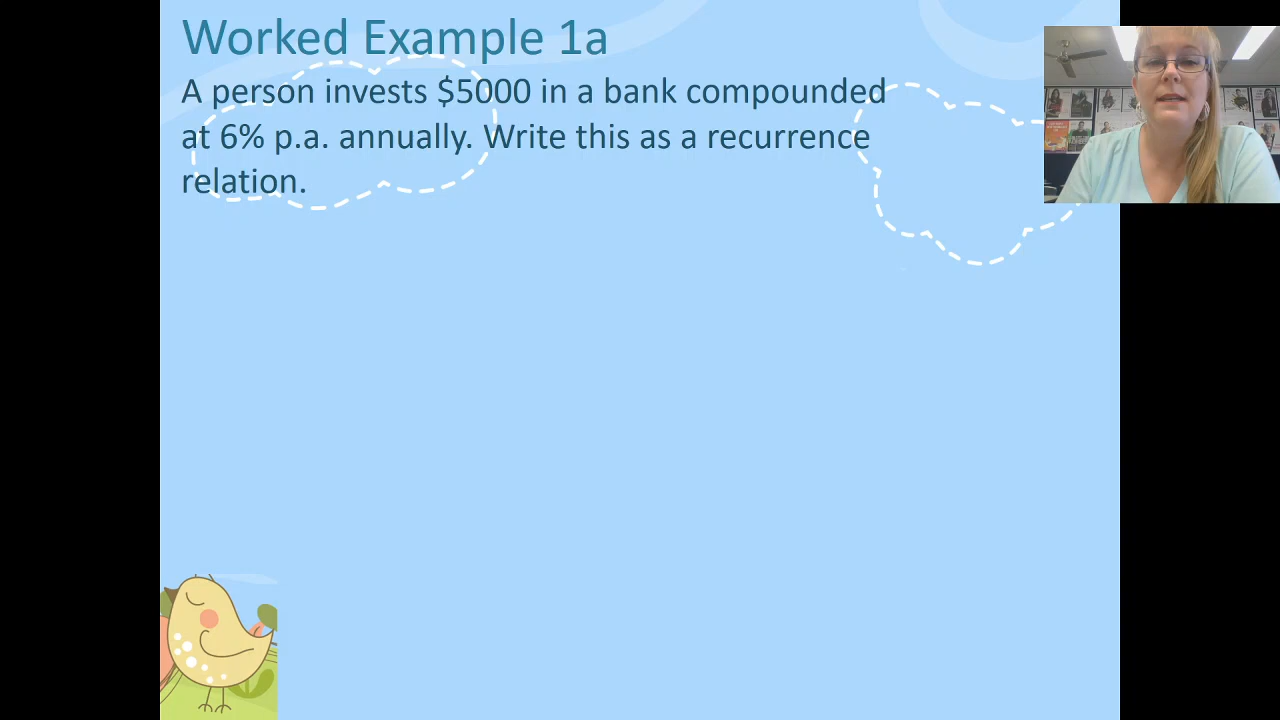 Worked Example 1a
A person invests $5000 in a bank compounded
at 6% p.a. annually. Write this as a recurrence
relation.